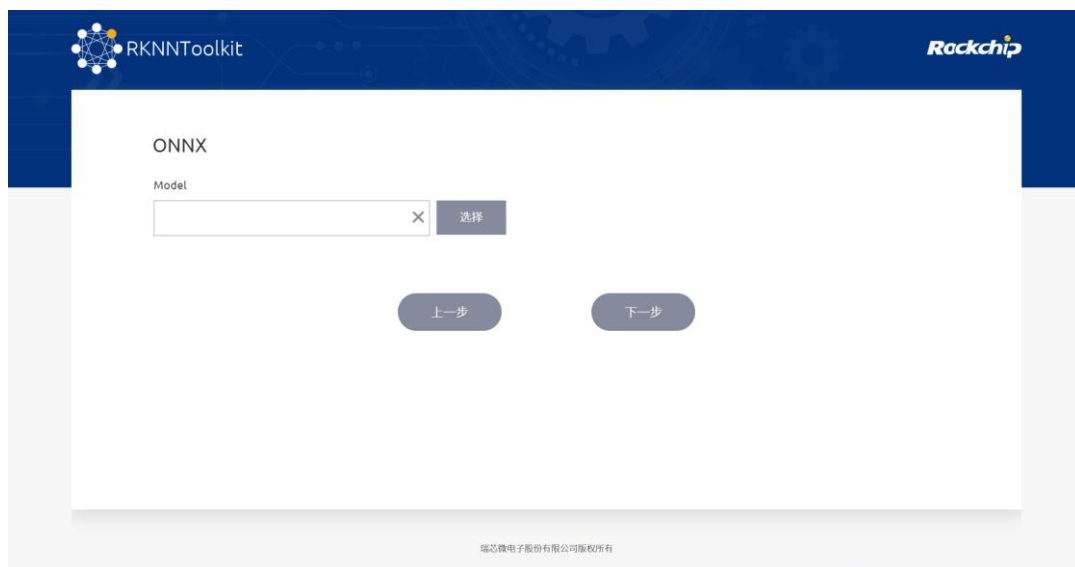 RKNNToolkit
Rockchip
ONNX
Model
选择
上一步
下一步
瑞芯微电子股份有限公司版权所有